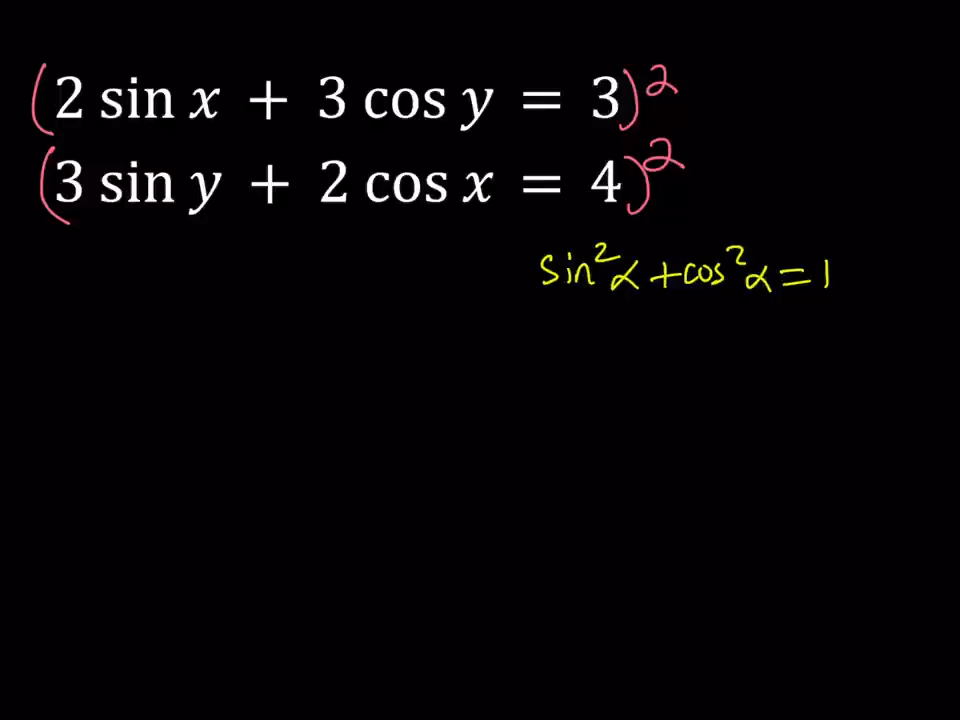 (2 sin x + 3 cos y = 3)²
(3 sin y + 2 cos x = 4)²
sin²α + cos²α = 1